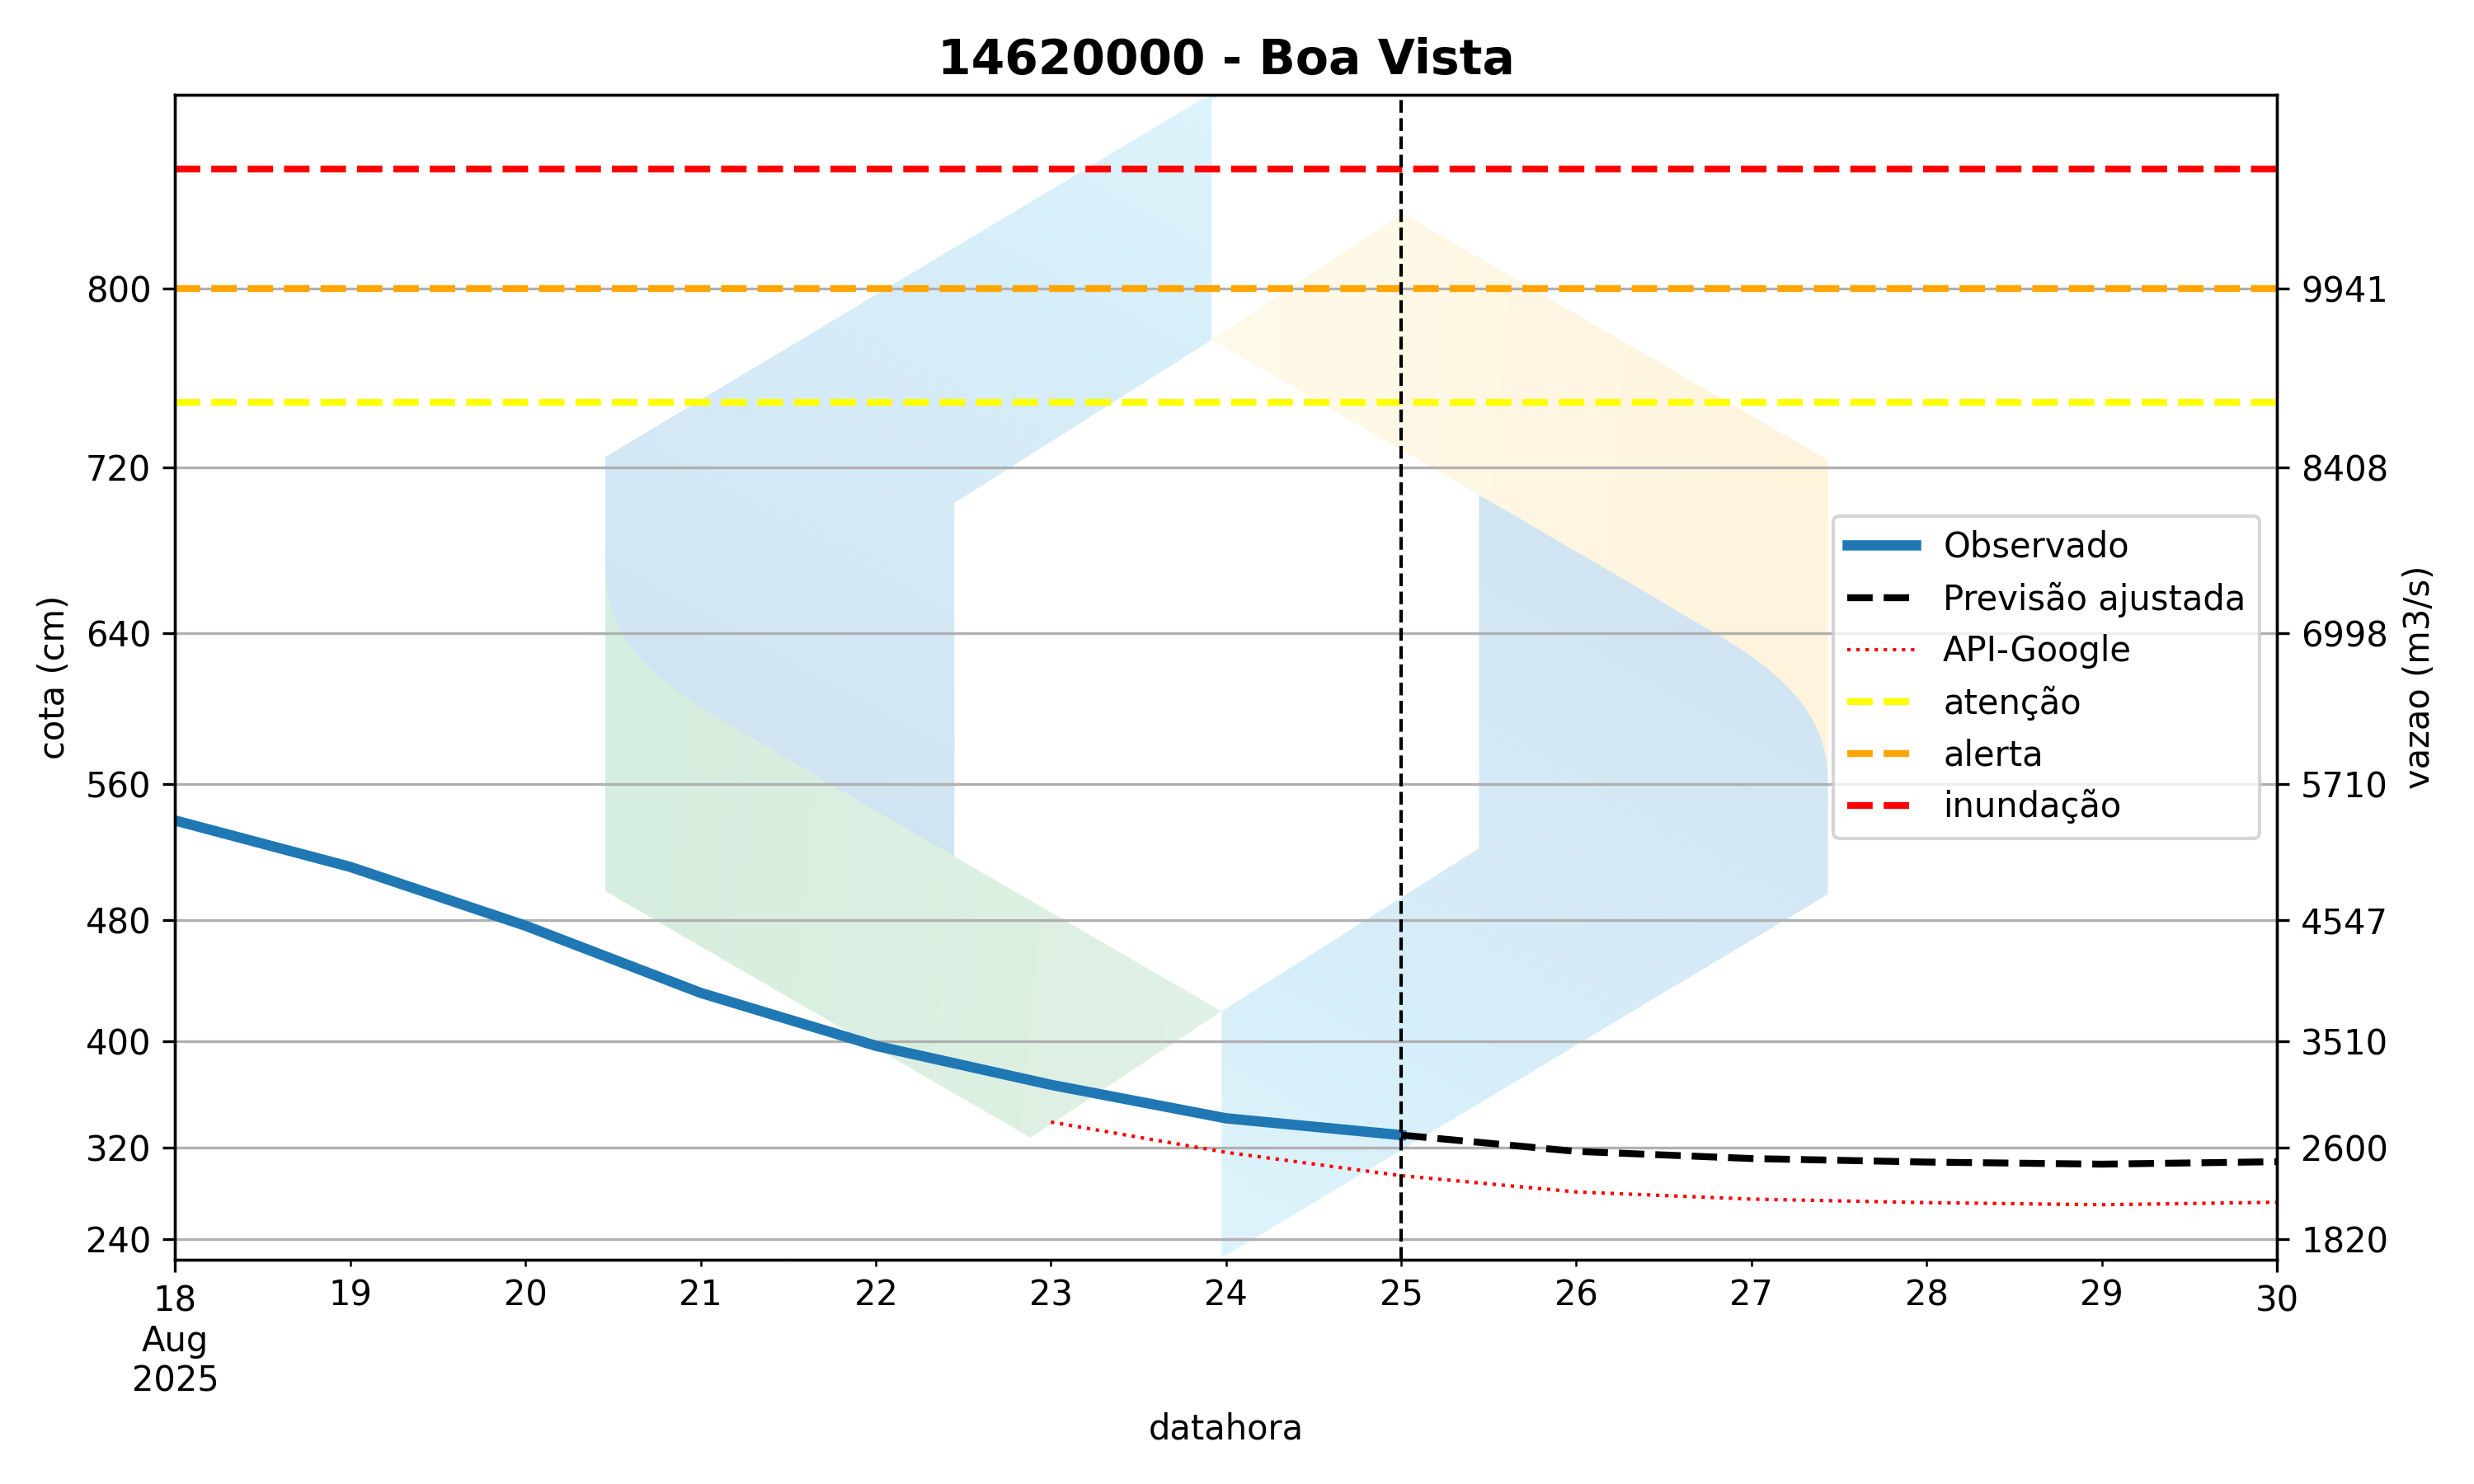 14620000 - Boa Vista
cota (cm)
800
720
640
560
480
400
320
240
9941
8408
6998
5710
4547
3510
2600
1820
vazao (m3/s)
Observado
Previsão ajustada
API-Google
atenção
alerta
inundação
18
Aug
2025
19
20
21
22
23
24
25
26
27
28
29
30
datahora